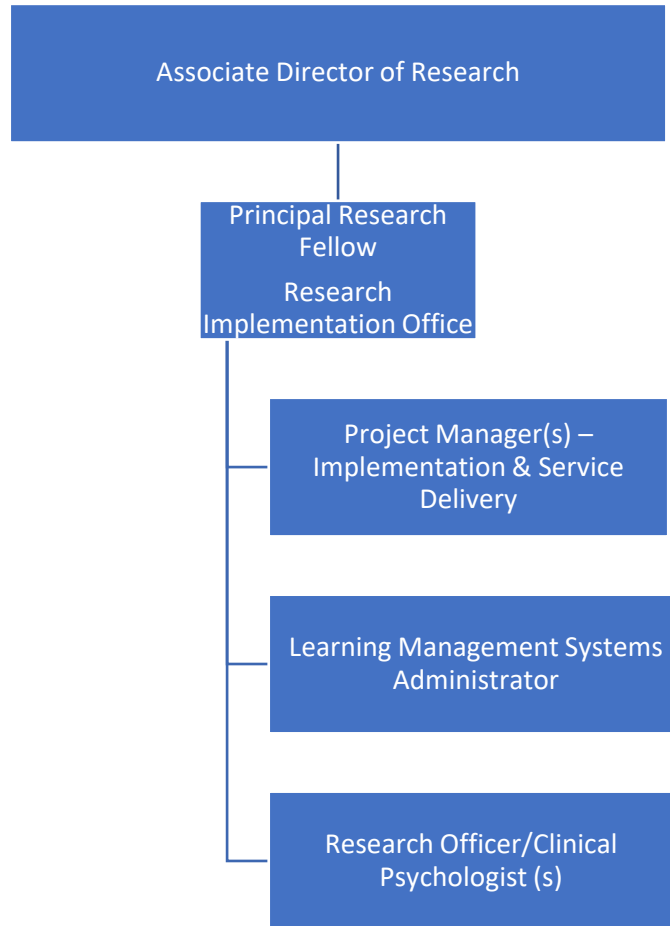 Associate Director of Research
Principal Research
Fellow
Research
Implementation Office
Project Manager(s) –
Implementation & Service
Delivery
Learning Management Systems
Administrator
Research Officer/Clinical
Psychologist (s)